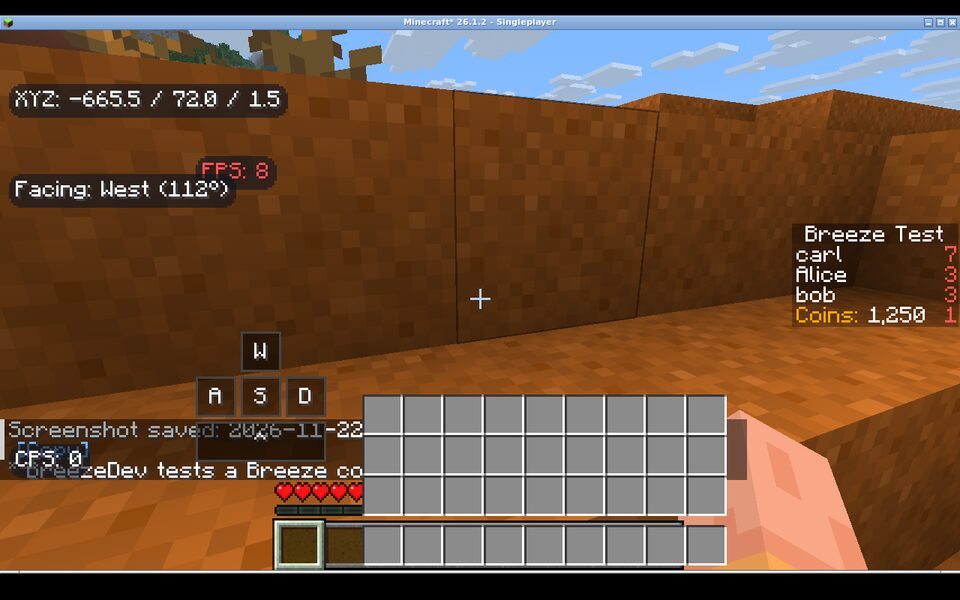 Minecraft* 26.1.2 - Singleplayer
XYZ: -665.5 / 72.0 / 1.5
FPS: 8
Facing: West (112°)
Breeze Test
carl 7
Alice 3
bob 3
Coins: 1,250 1
W
A S D
Screenshot saved: 2026-11-22
CPS: 0
BreezeDev tests a Breeze co